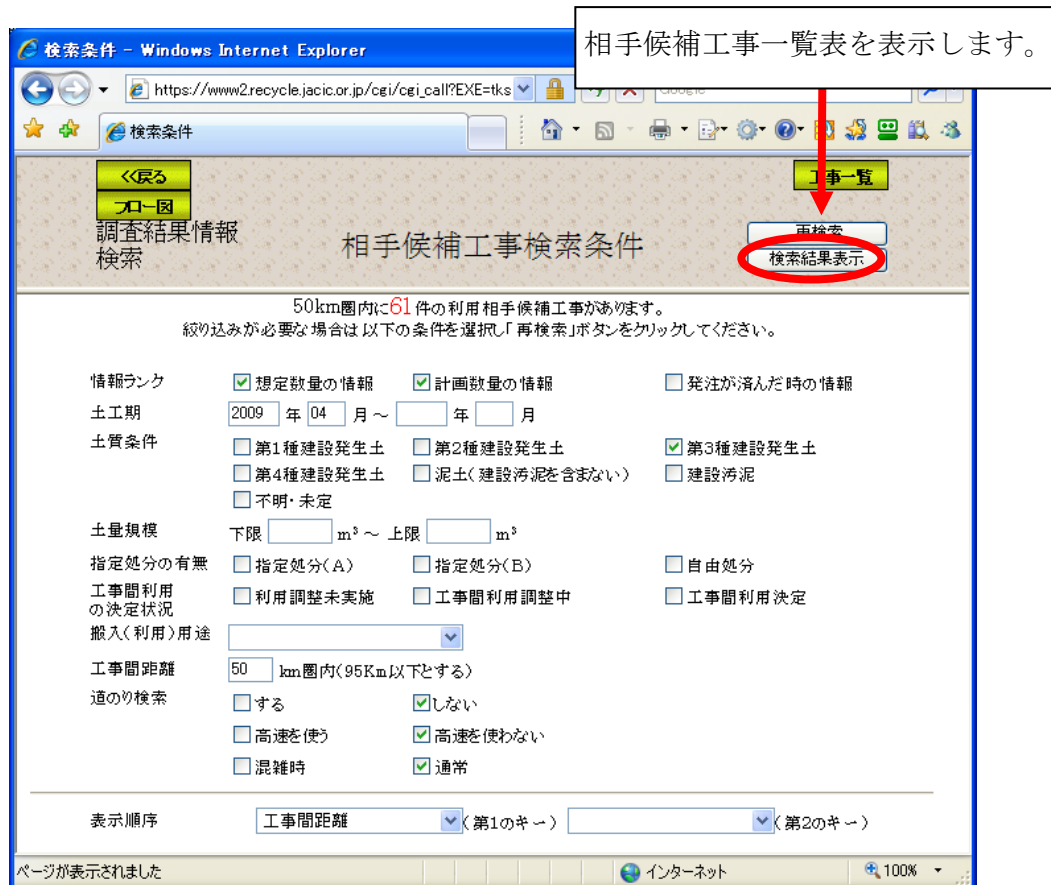 相手候補工事一覧表を表示します。
検索条件 - Windows Internet Explorer
https://www2.recycle.jacic.or.jp/cgi/cgi_call?EXE=tks
検索条件
<<戻る
工事一覧
フロー図
調査結果情報
検索
相手候補工事検索条件
再検索
検索結果表示
50km圏内に61件の利用相手候補工事があります。
絞り込みが必要な場合は以下の条件を選択し「再検索」ボタンをクリックしてください。
情報ランク 想定数量の情報 計画数量の情報 発注が済んだ時の情報
土工期 2009 年 04 月～ 年 月
土質条件 第1種建設発生土 第2種建設発生土 第3種建設発生土
第4種建設発生土 泥土(建設汚泥を含まない) 建設汚泥
不明・未定
土量規模 下限 m³ ～ 上限 m³
指定処分の有無 指定処分(A) 指定処分(B) 自由処分
工事間利用
の決定状況 利用調整未実施 工事間利用調整中 工事間利用決定
搬入(利用)用途
工事間距離 50 km圏内(95Km以下とする)
道のり検索 する しない
高速を使う 高速を使わない
混雑時 通常
表示順序 工事間距離 (第1のキー) (第2のキー)
ページが表示されました インターネット 100%